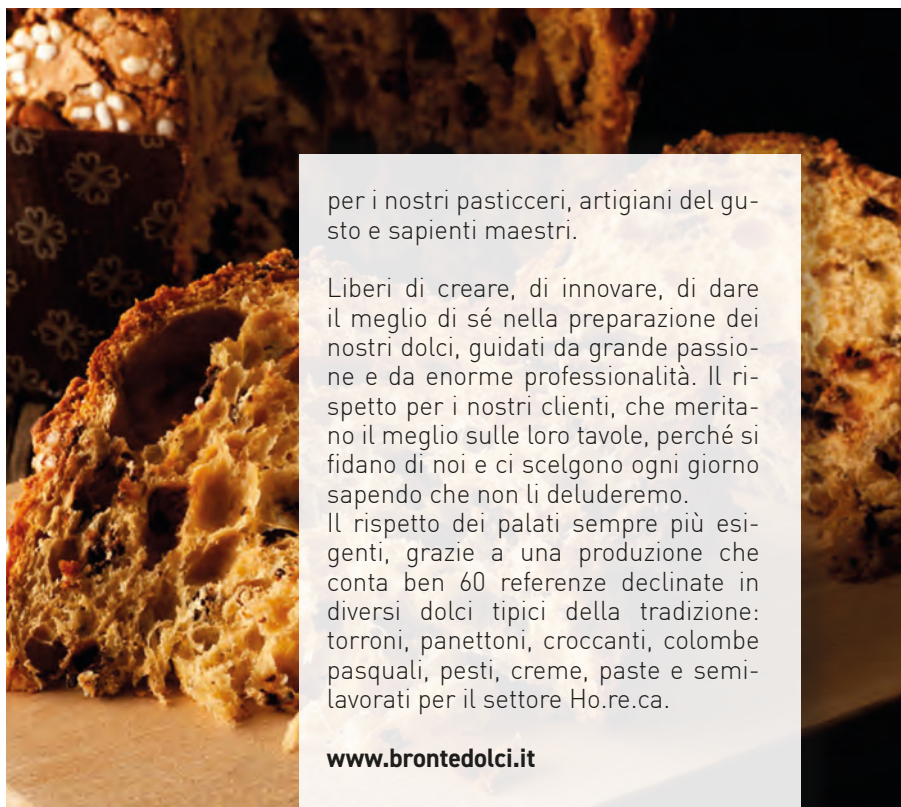 per i nostri pasticceri, artigiani del gu-
sto e sapienti maestri.
Liberi di creare, di innovare, di dare
il meglio di sé nella preparazione dei
nostri dolci, guidati da grande passio-
ne e da enorme professionalità. Il ri-
spetto per i nostri clienti, che merita-
no il meglio sulle loro tavole, perché si
fidano di noi e ci scelgono ogni giorno
sapendo che non li deluderemo.
Il rispetto dei palati sempre più esi-
genti, grazie a una produzione che
conta ben 60 referenze declinate in
diversi dolci tipici della tradizione:
torroni, panettoni, croccanti, colombe
pasquali, pesti, creme, paste e semi-
lavorati per il settore Ho.re.ca.
www.brontedolci.it